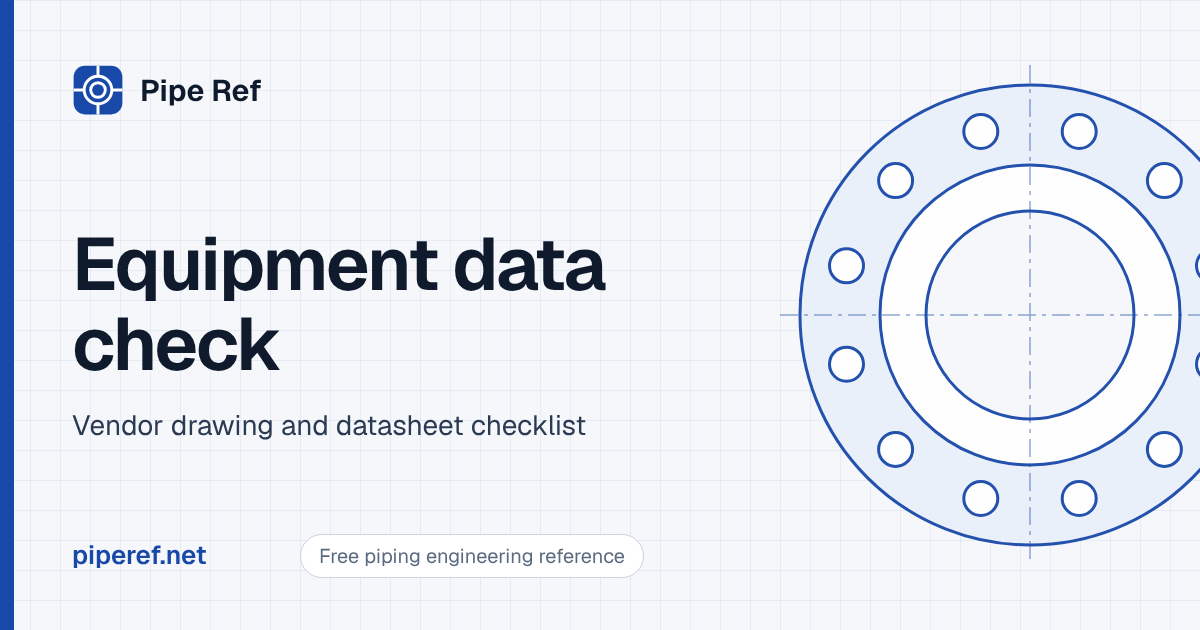 Pipe Ref
Equipment data
check
Vendor drawing and datasheet checklist
piperef.net
Free piping engineering reference